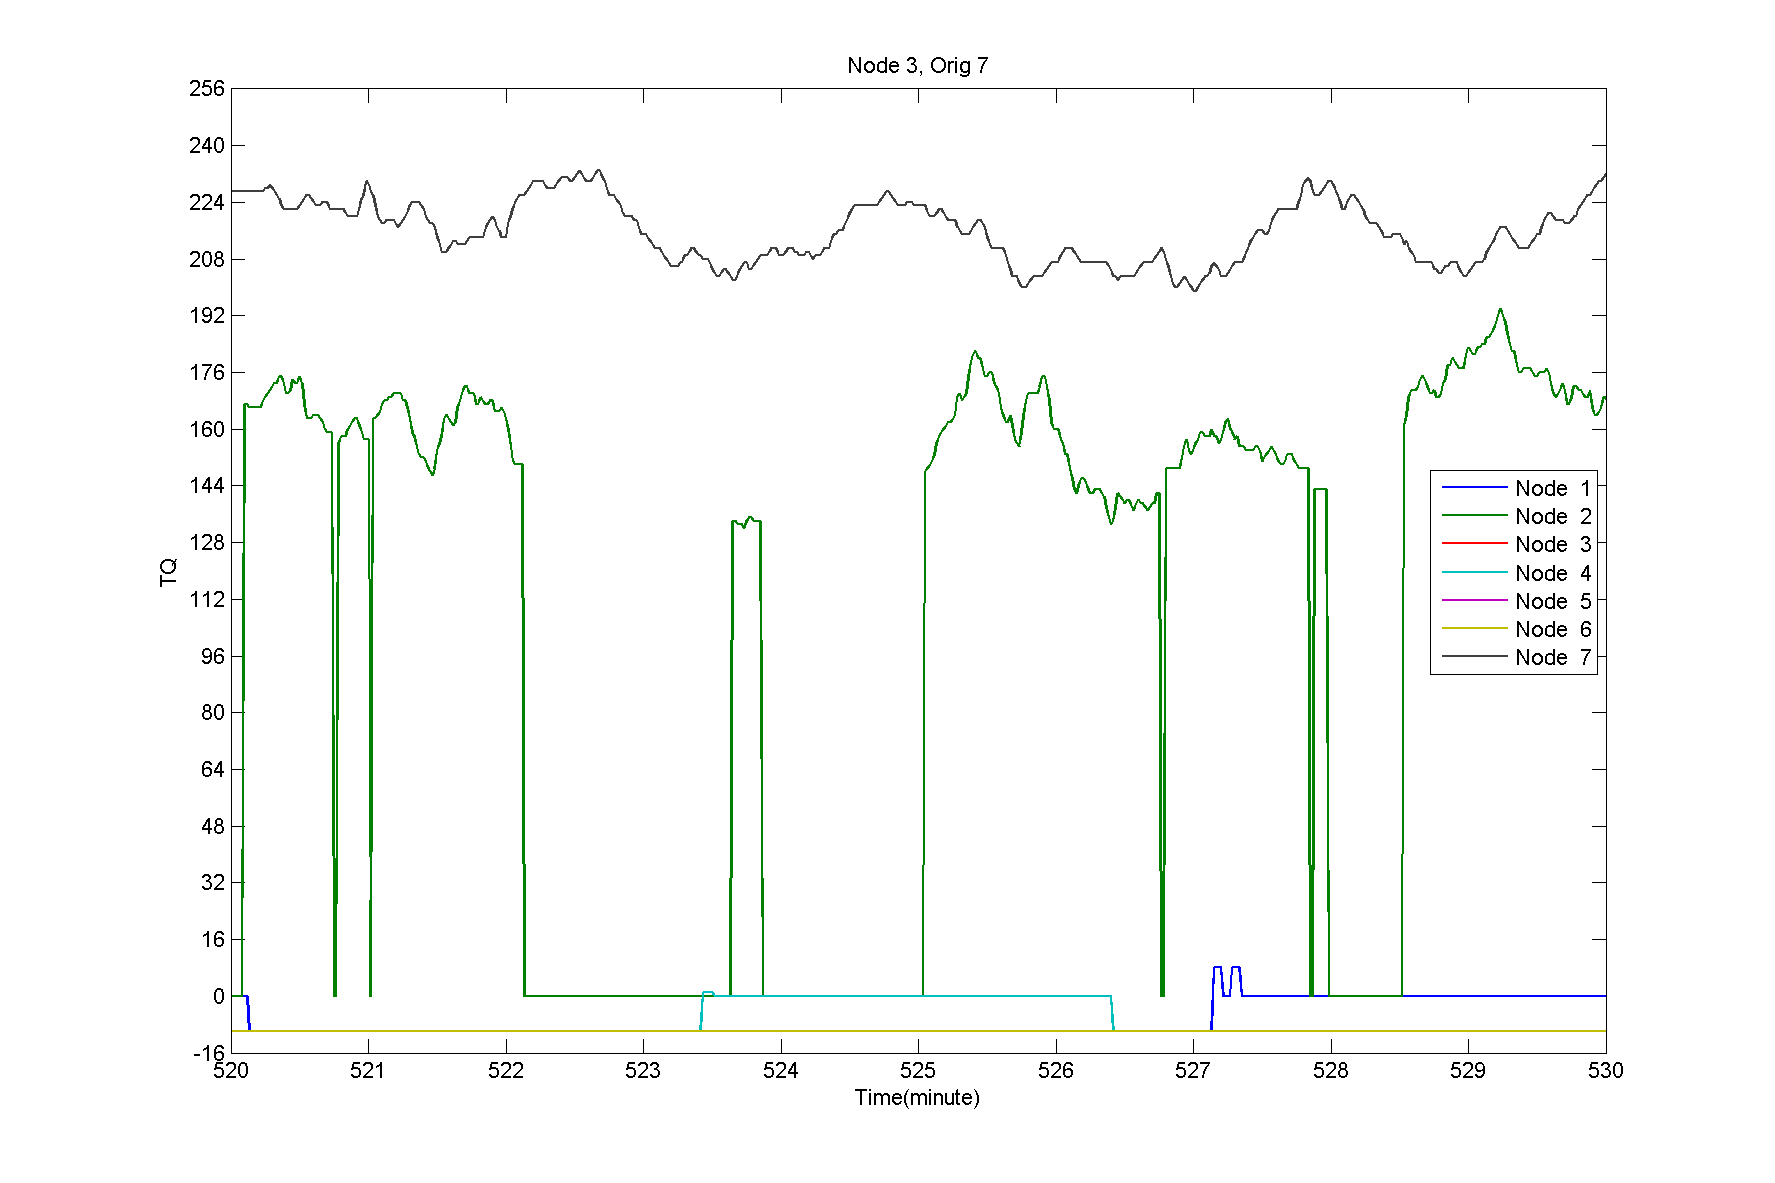 Node 3, Orig 7
256
240
224
208
192
176
160
144
128
112
96
80
64
48
32
16
0
-16
TQ
Node 1
Node 2
Node 3
Node 4
Node 5
Node 6
Node 7
520 521 522 523 524 525 526 527 528 529 530
Time(minute)